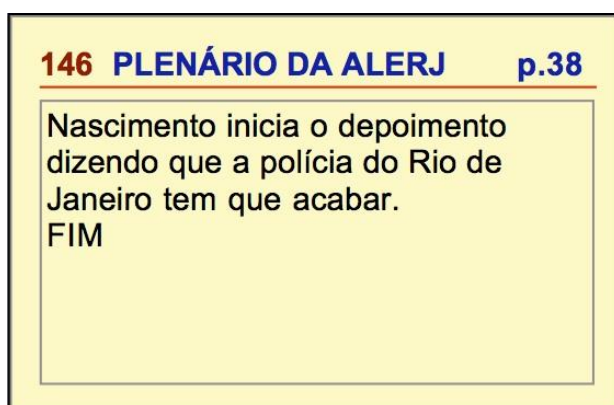 146 PLENÁRIO DA ALERJ p.38
Nascimento inicia o depoimento
dizendo que a polícia do Rio de
Janeiro tem que acabar.
FIM